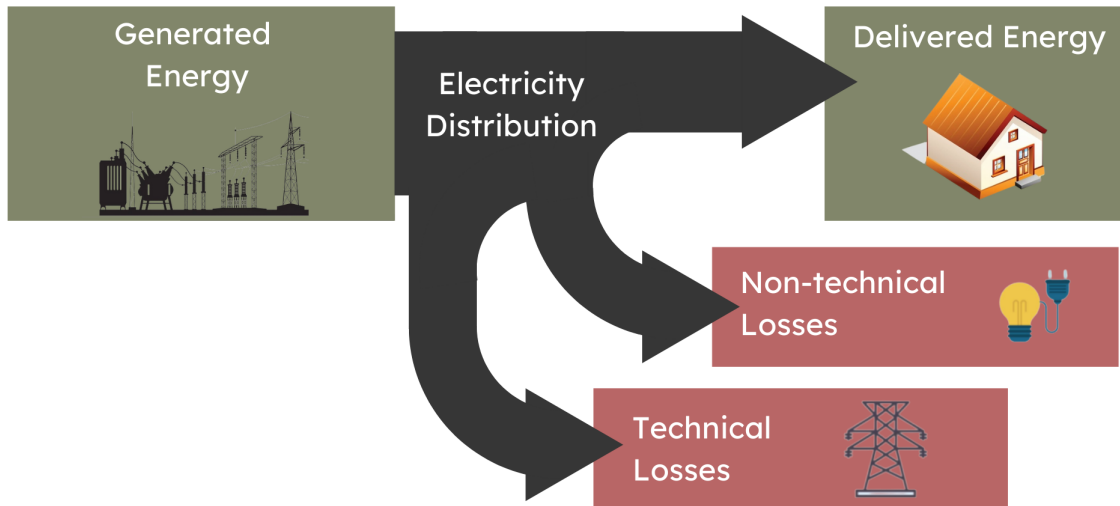 Generated
Energy
Electricity
Distribution
Delivered Energy
Non-technical
Losses
Technical
Losses